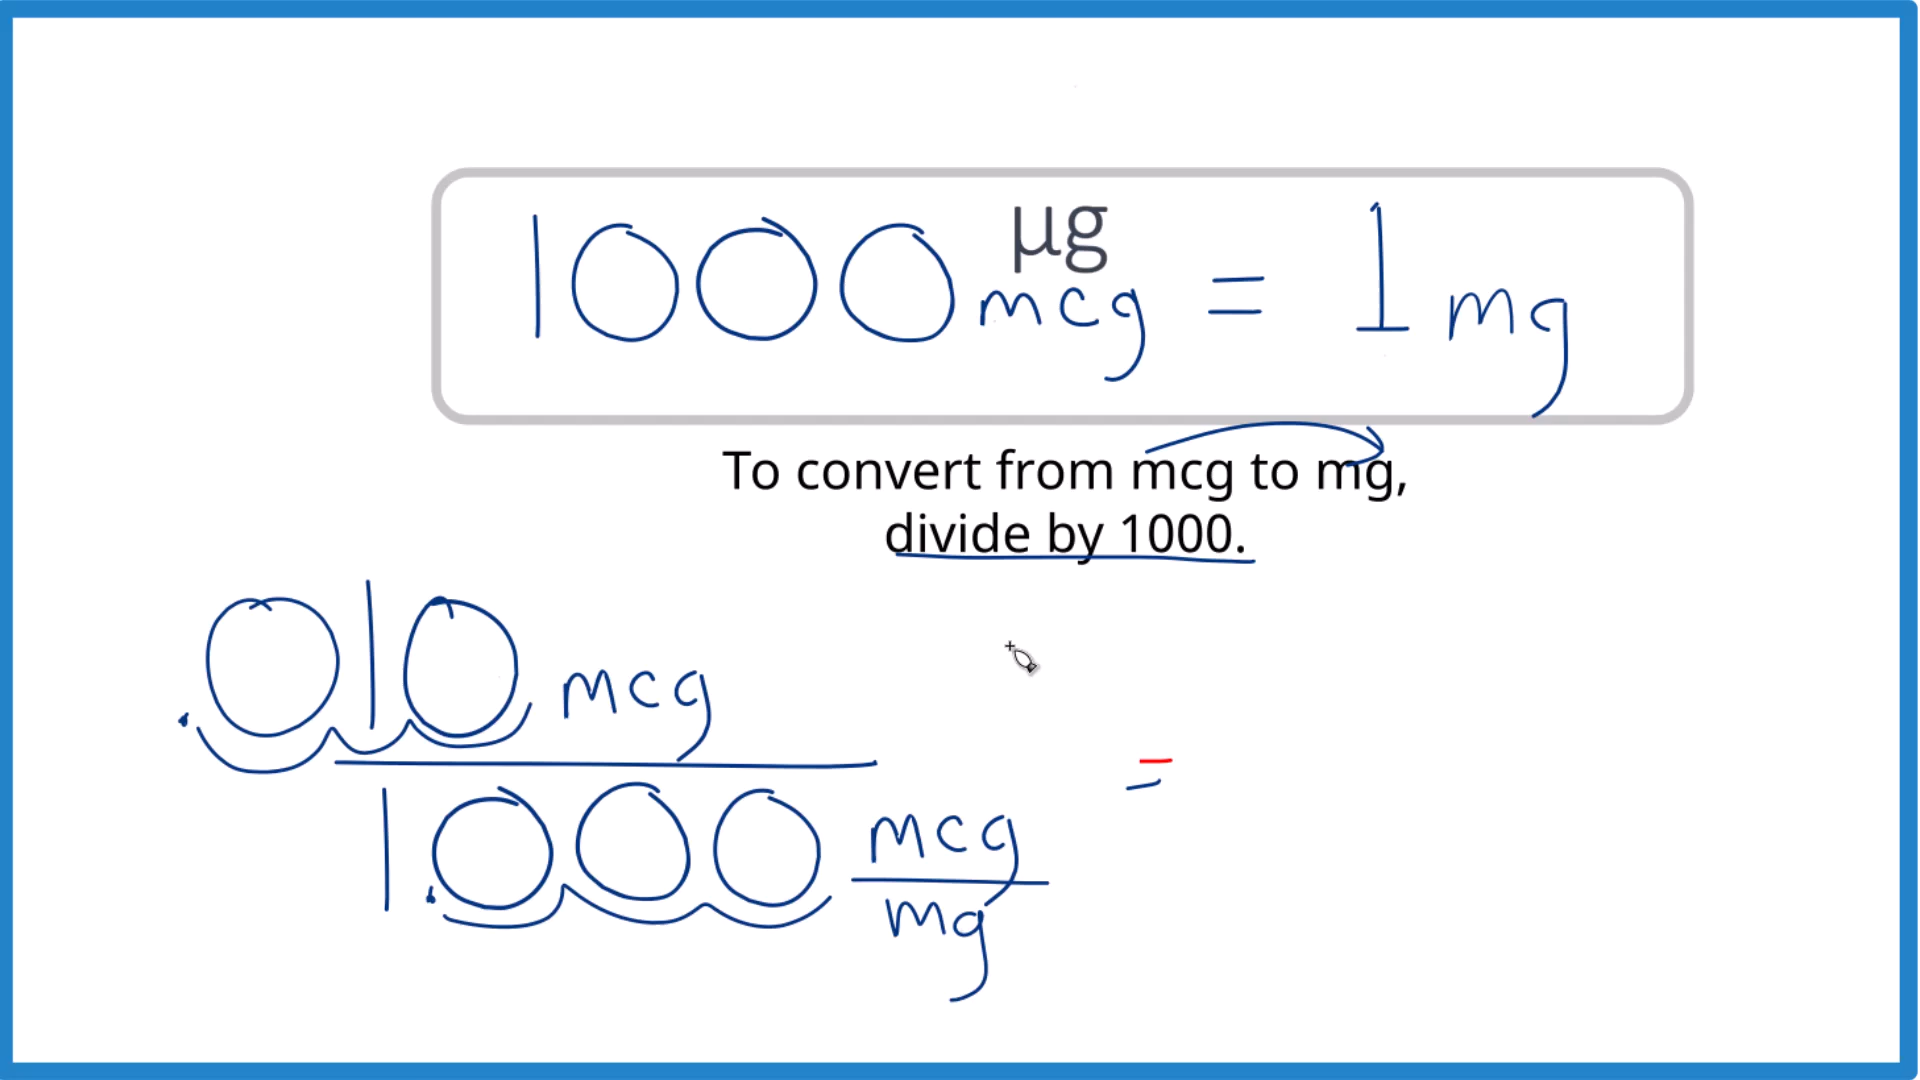 µg
1000 mcg = 1 mg
To convert from mcg to mg,
divide by 1000.
.010 mcg
1.000 mcg
mg
=